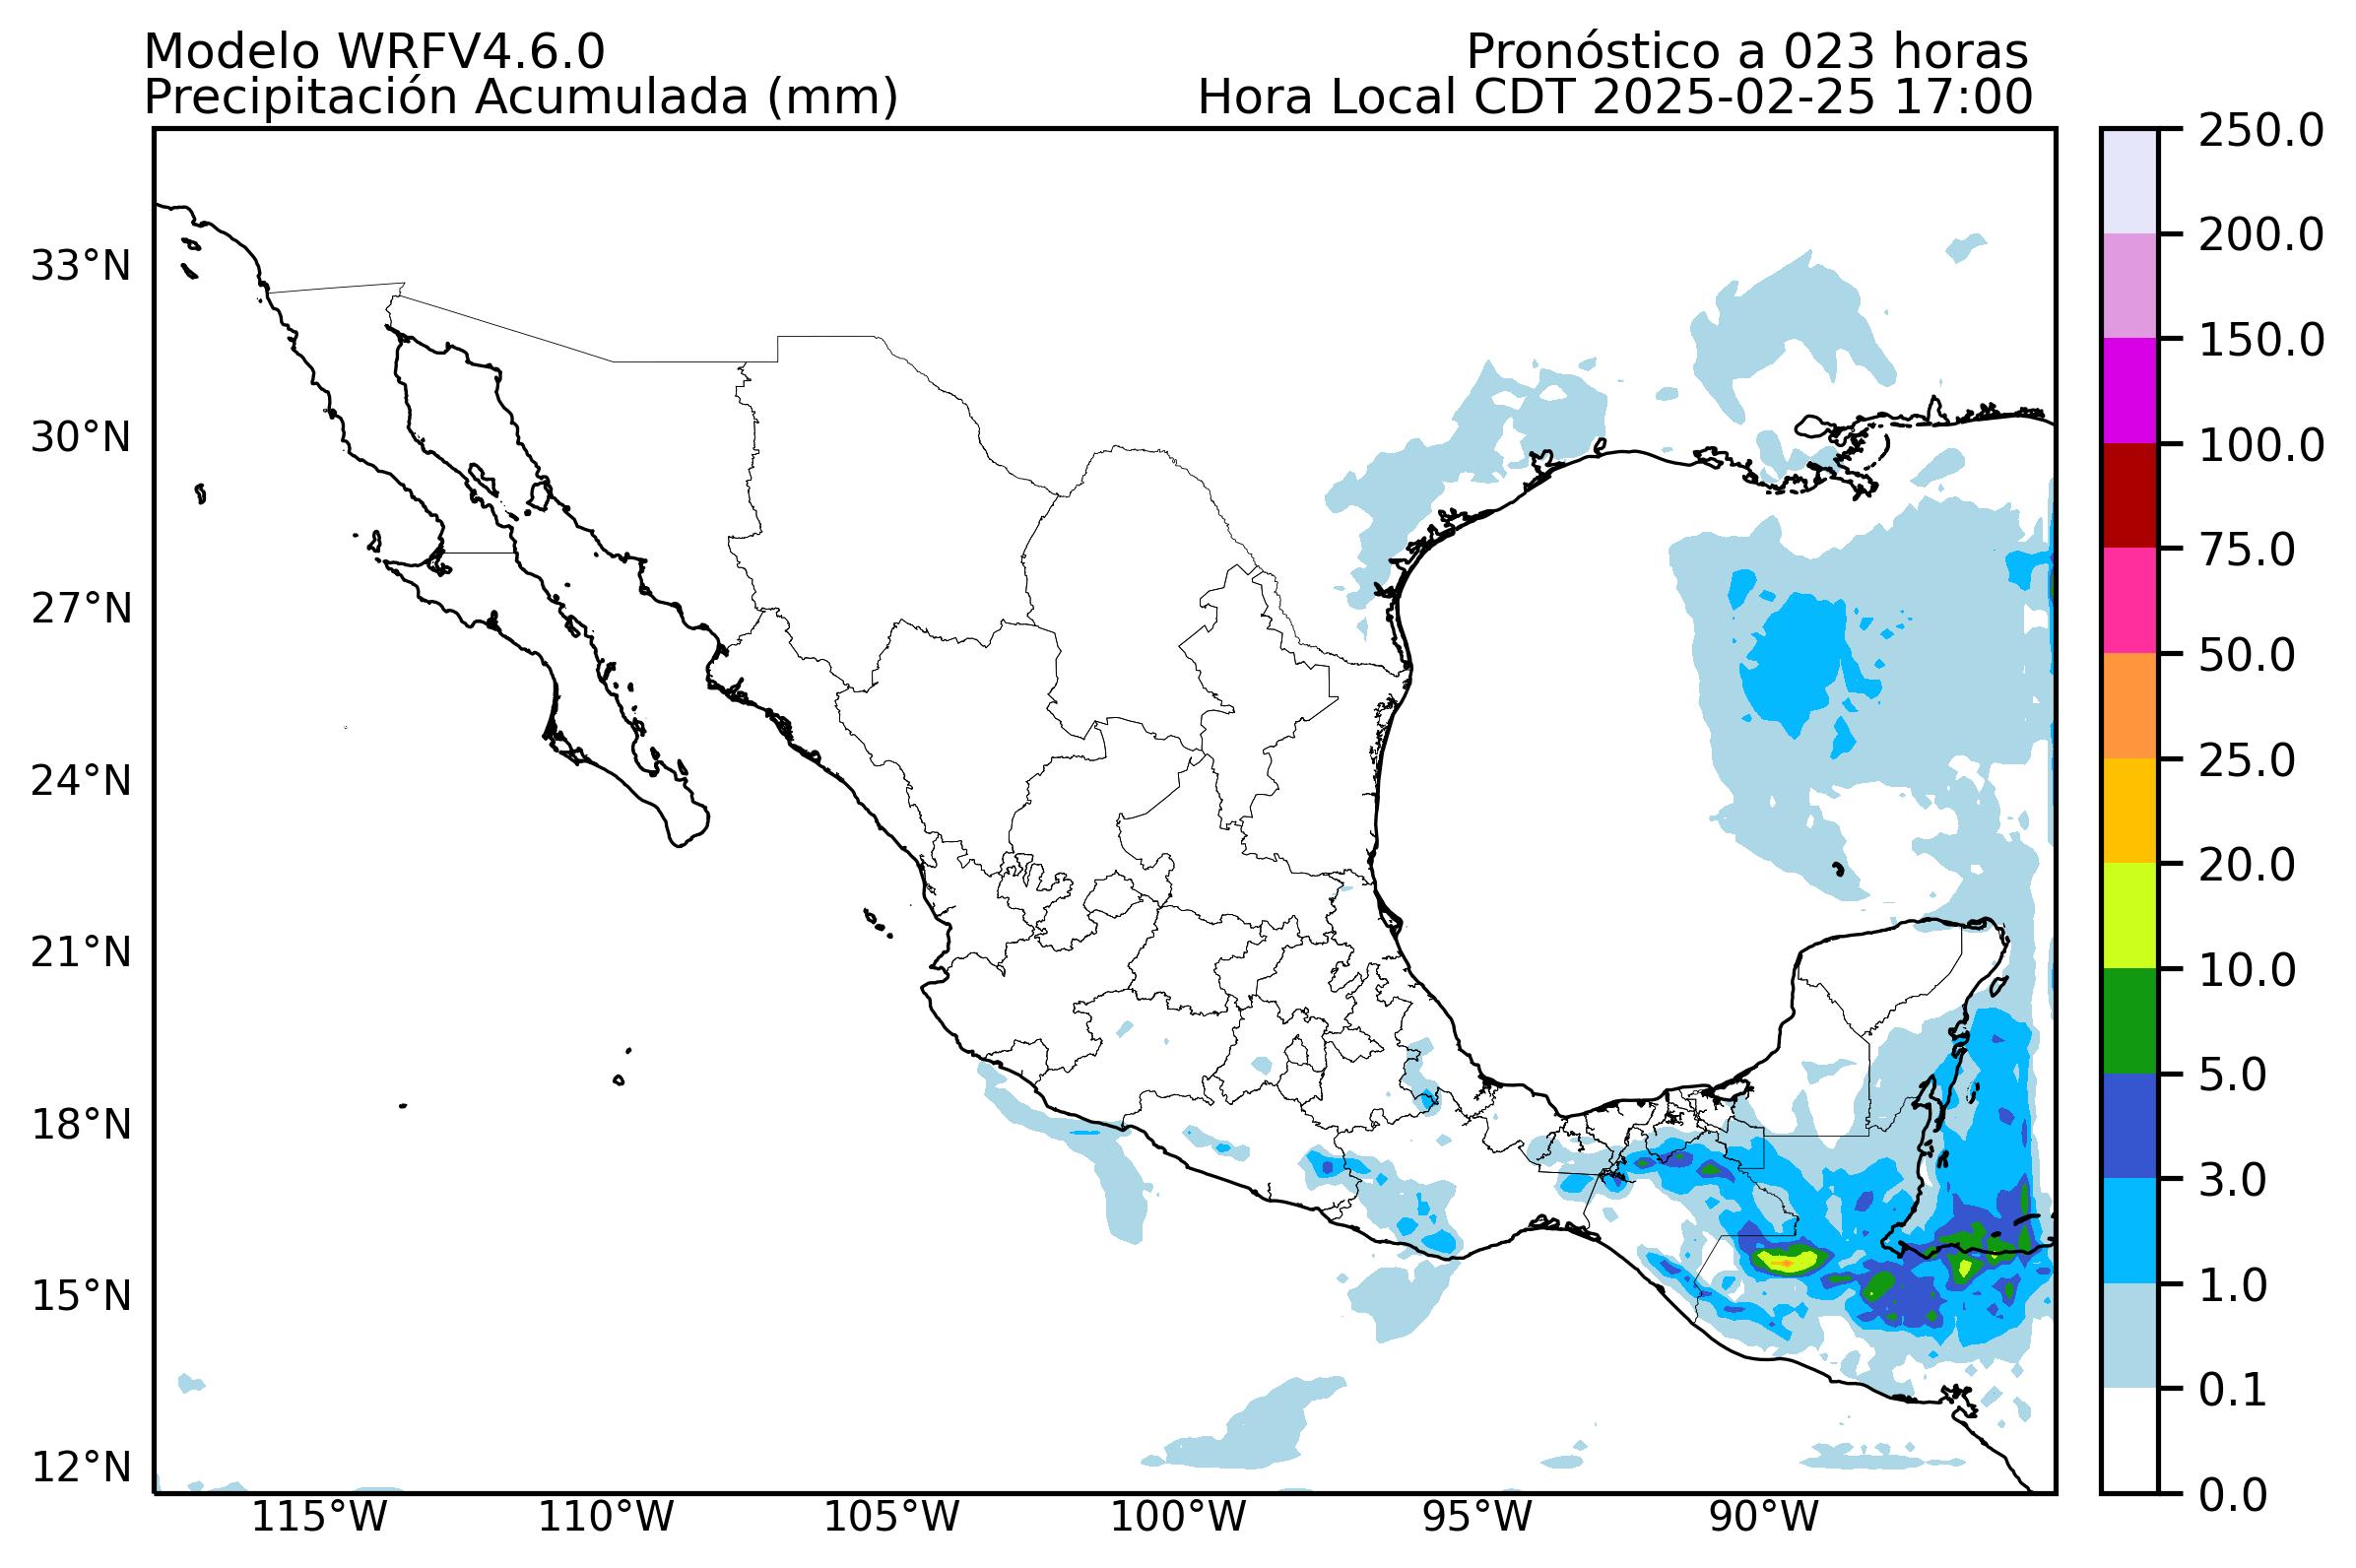 Modelo WRFV4.6.0
Pronóstico a 023 horas
Precipitación Acumulada (mm)
Hora Local CDT 2025-02-25 17:00
33°N
30°N
27°N
24°N
21°N
18°N
15°N
12°N
115°W
110°W
105°W
100°W
95°W
90°W
250.0
200.0
150.0
100.0
75.0
50.0
25.0
20.0
10.0
5.0
3.0
1.0
0.1
0.0